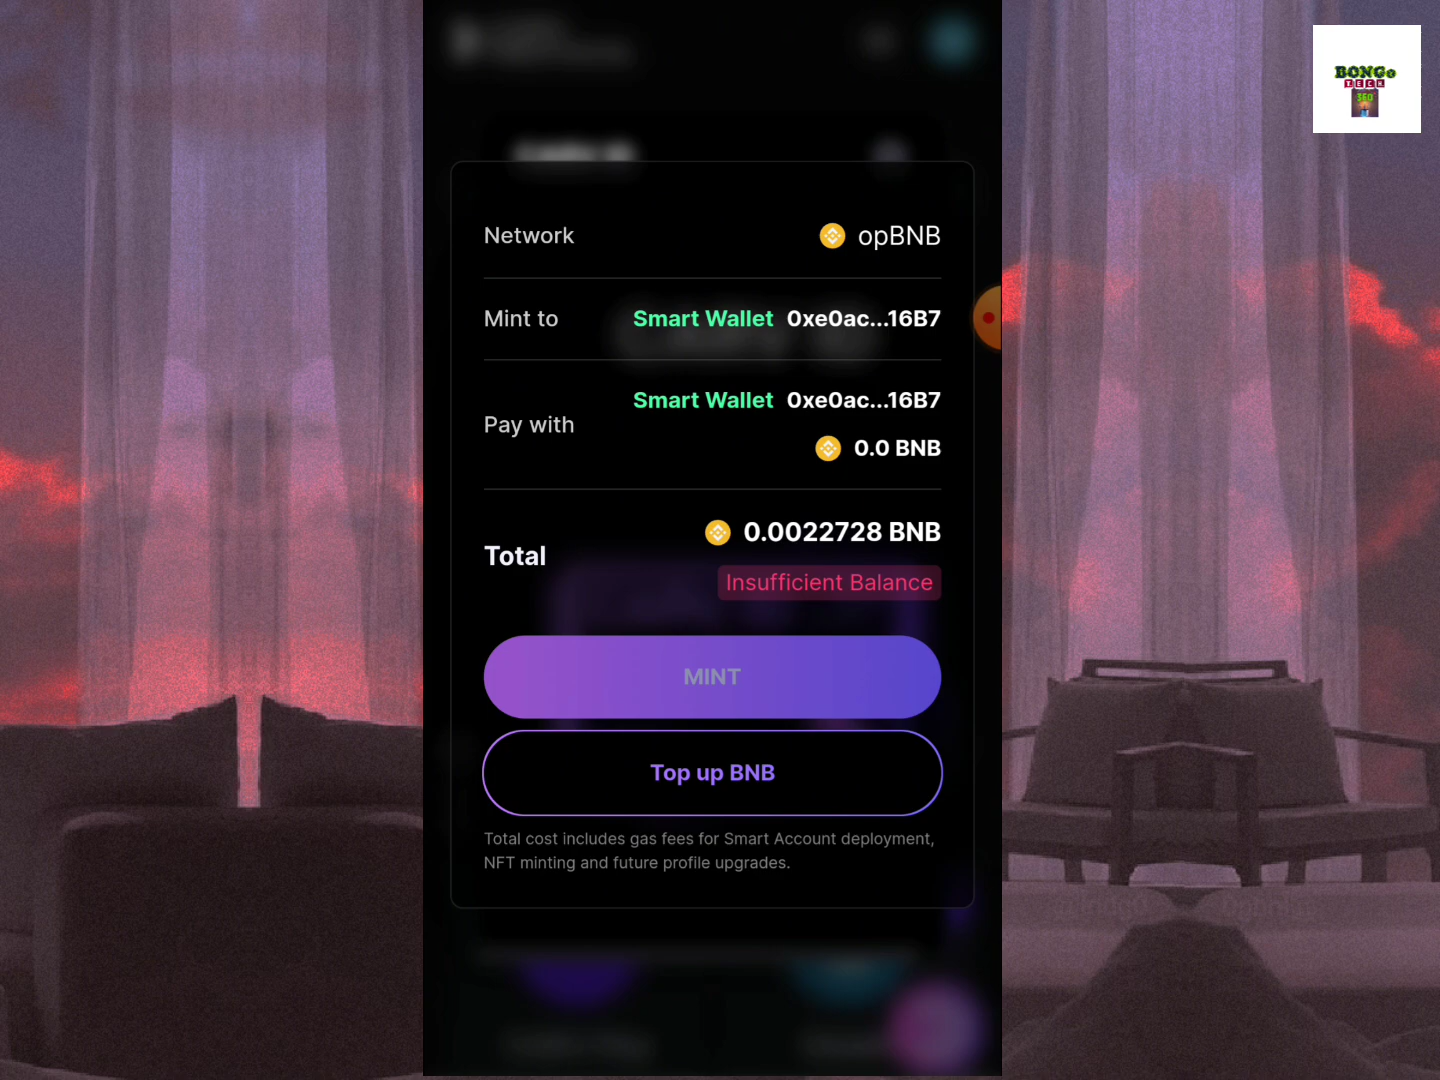 BONGo
TECH
360
Network
opBNB
Mint to
Smart Wallet 0xe0ac...16B7
Pay with
Smart Wallet 0xe0ac...16B7
0.0 BNB
Total
0.0022728 BNB
Insufficient Balance
MINT
Top up BNB
Total cost includes gas fees for Smart Account deployment,
NFT minting and future profile upgrades.